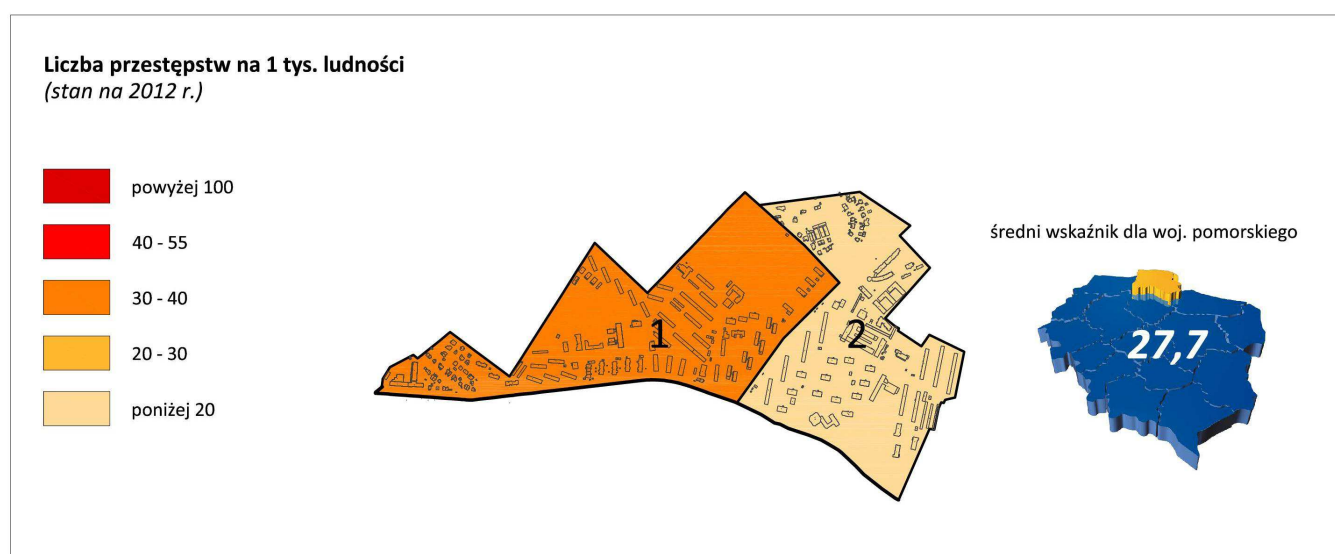 Liczba przestępstw na 1 tys. ludności
(stan na 2012 r.)
powyżej 100
40 - 55
30 - 40
20 - 30
poniżej 20
1
2
średni wskaźnik dla woj. pomorskiego
27,7